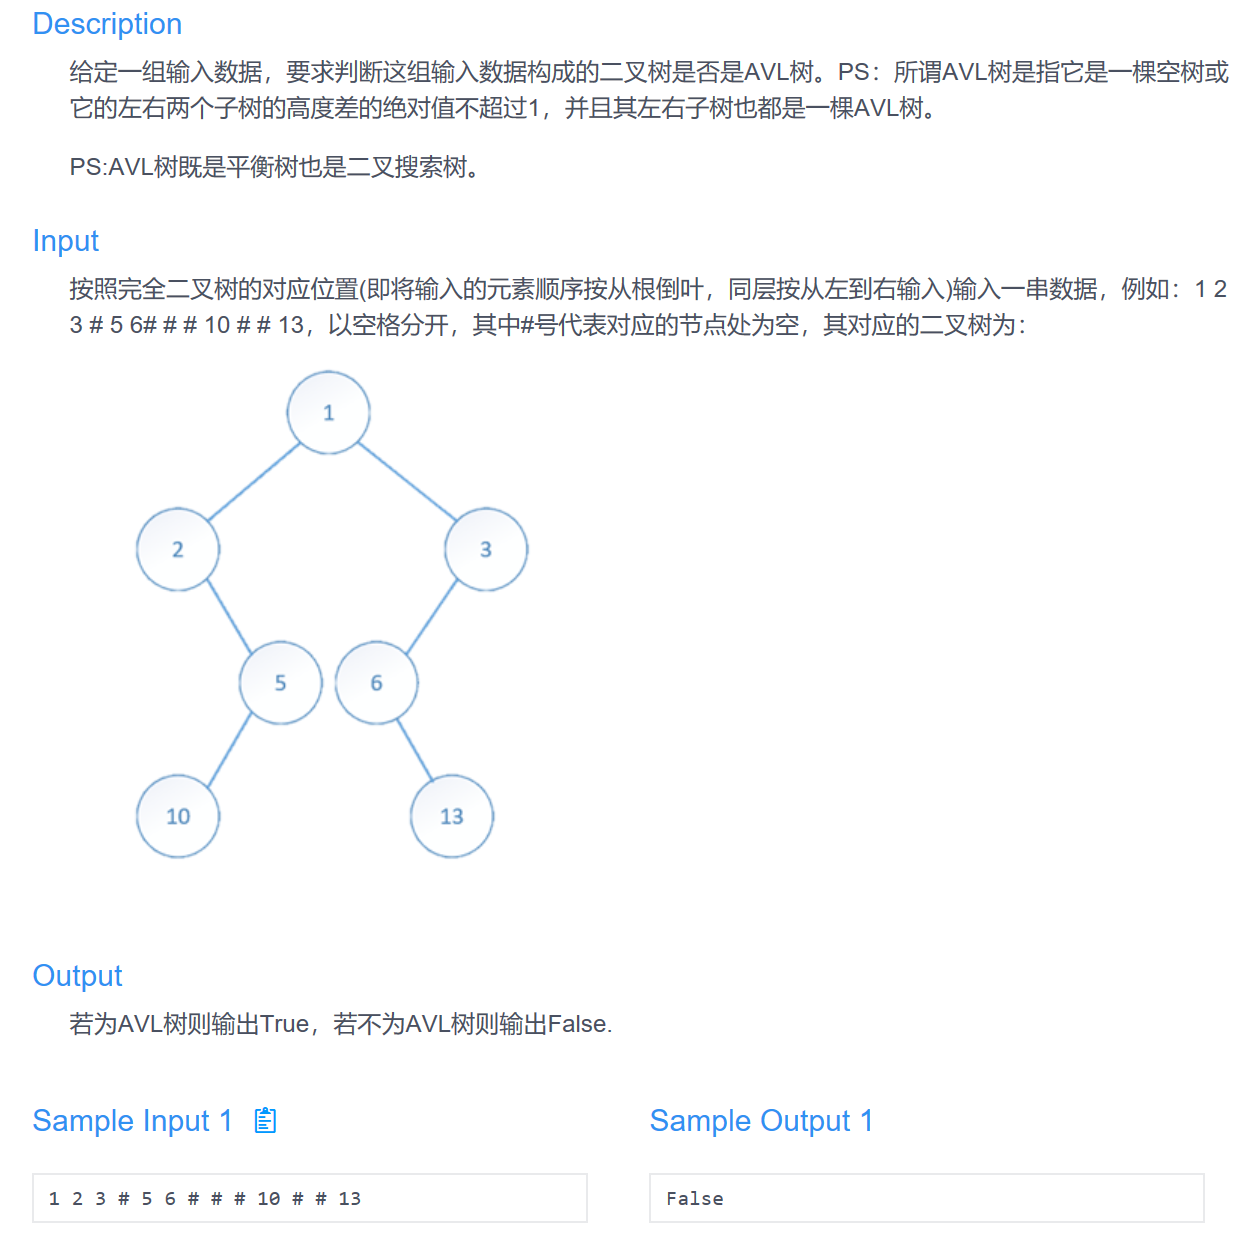 Description
给定一组输入数据，要求判断这组输入数据构成的二叉树是否是AVL树。PS：所谓AVL树是指它是一棵空树或
它的左右两个子树的高度差的绝对值不超过1，并且其左右子树也都是一棵AVL树。
PS:AVL树既是平衡树也是二叉搜索树。
Input
按照完全二叉树的对应位置(即将输入的元素顺序按从根倒叶，同层按从左到右输入)输入一串数据，例如：1 2
3 # 5 6# # # 10 # # 13，以空格分开，其中#号代表对应的节点处为空，其对应的二叉树为：
1
2 3
5 6
10 13
Output
若为AVL树则输出True，若不为AVL树则输出False.
Sample Input 1 Sample Output 1
1 2 3 # 5 6 # # # 10 # # 13 False